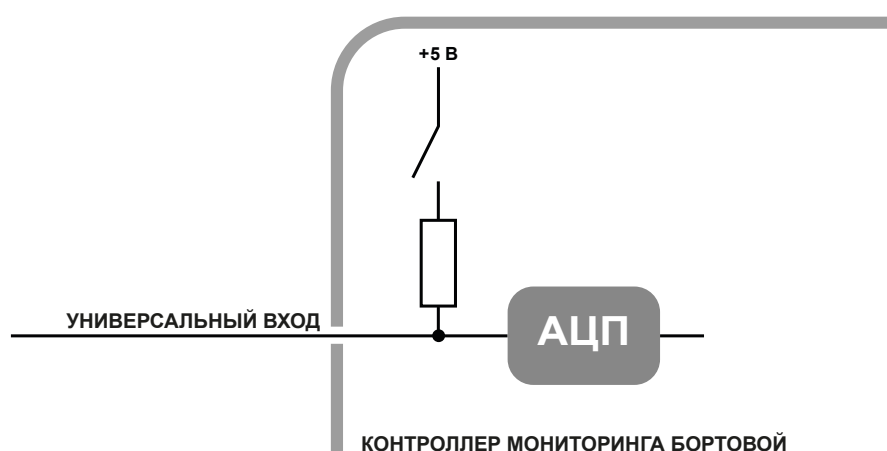 +5 В
УНИВЕРСАЛЬНЫЙ ВХОД
АЦП
КОНТРОЛЛЕР МОНИТОРИНГА БОРТОВОЙ